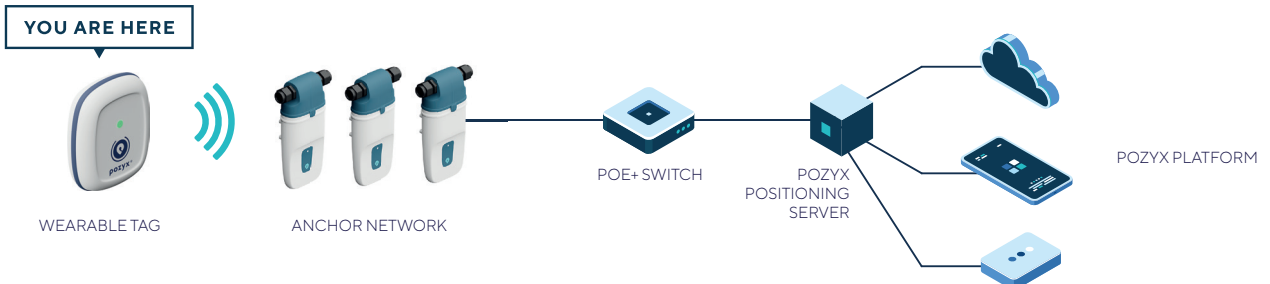 YOU ARE HERE
pozyx
WEARABLE TAG
ANCHOR NETWORK
POE+ SWITCH
POZYX
POSITIONING
SERVER
POZYX PLATFORM